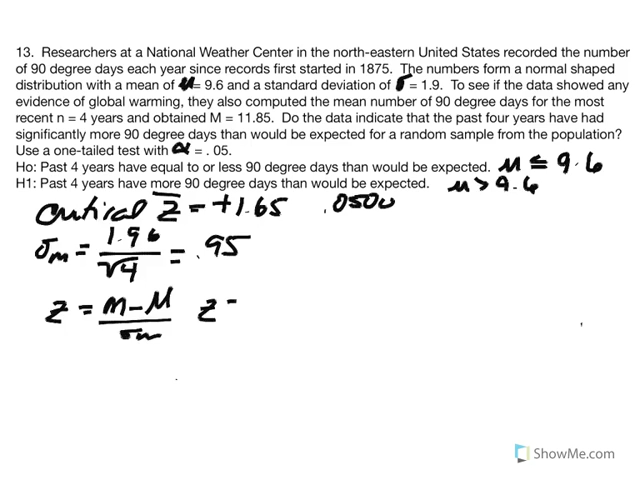 13. Researchers at a National Weather Center in the north-eastern United States recorded the number
of 90 degree days each year since records first started in 1875. The numbers form a normal shaped
distribution with a mean of μ = 9.6 and a standard deviation of σ = 1.9. To see if the data showed any
evidence of global warming, they also computed the mean number of 90 degree days for the most
recent n = 4 years and obtained M = 11.85. Do the data indicate that the past four years have had
significantly more 90 degree days than would be expected for a random sample from the population?
Use a one-tailed test with α = . 05.
Ho: Past 4 years have equal to or less 90 degree days than would be expected. μ ≤ 9.6
H1: Past 4 years have more 90 degree days than would be expected. μ > 9.6
Critical Z = +1.65 .0500
σm = 1.96 / √4 = .95
Z = M - M / σm Z =
ShowMe.com